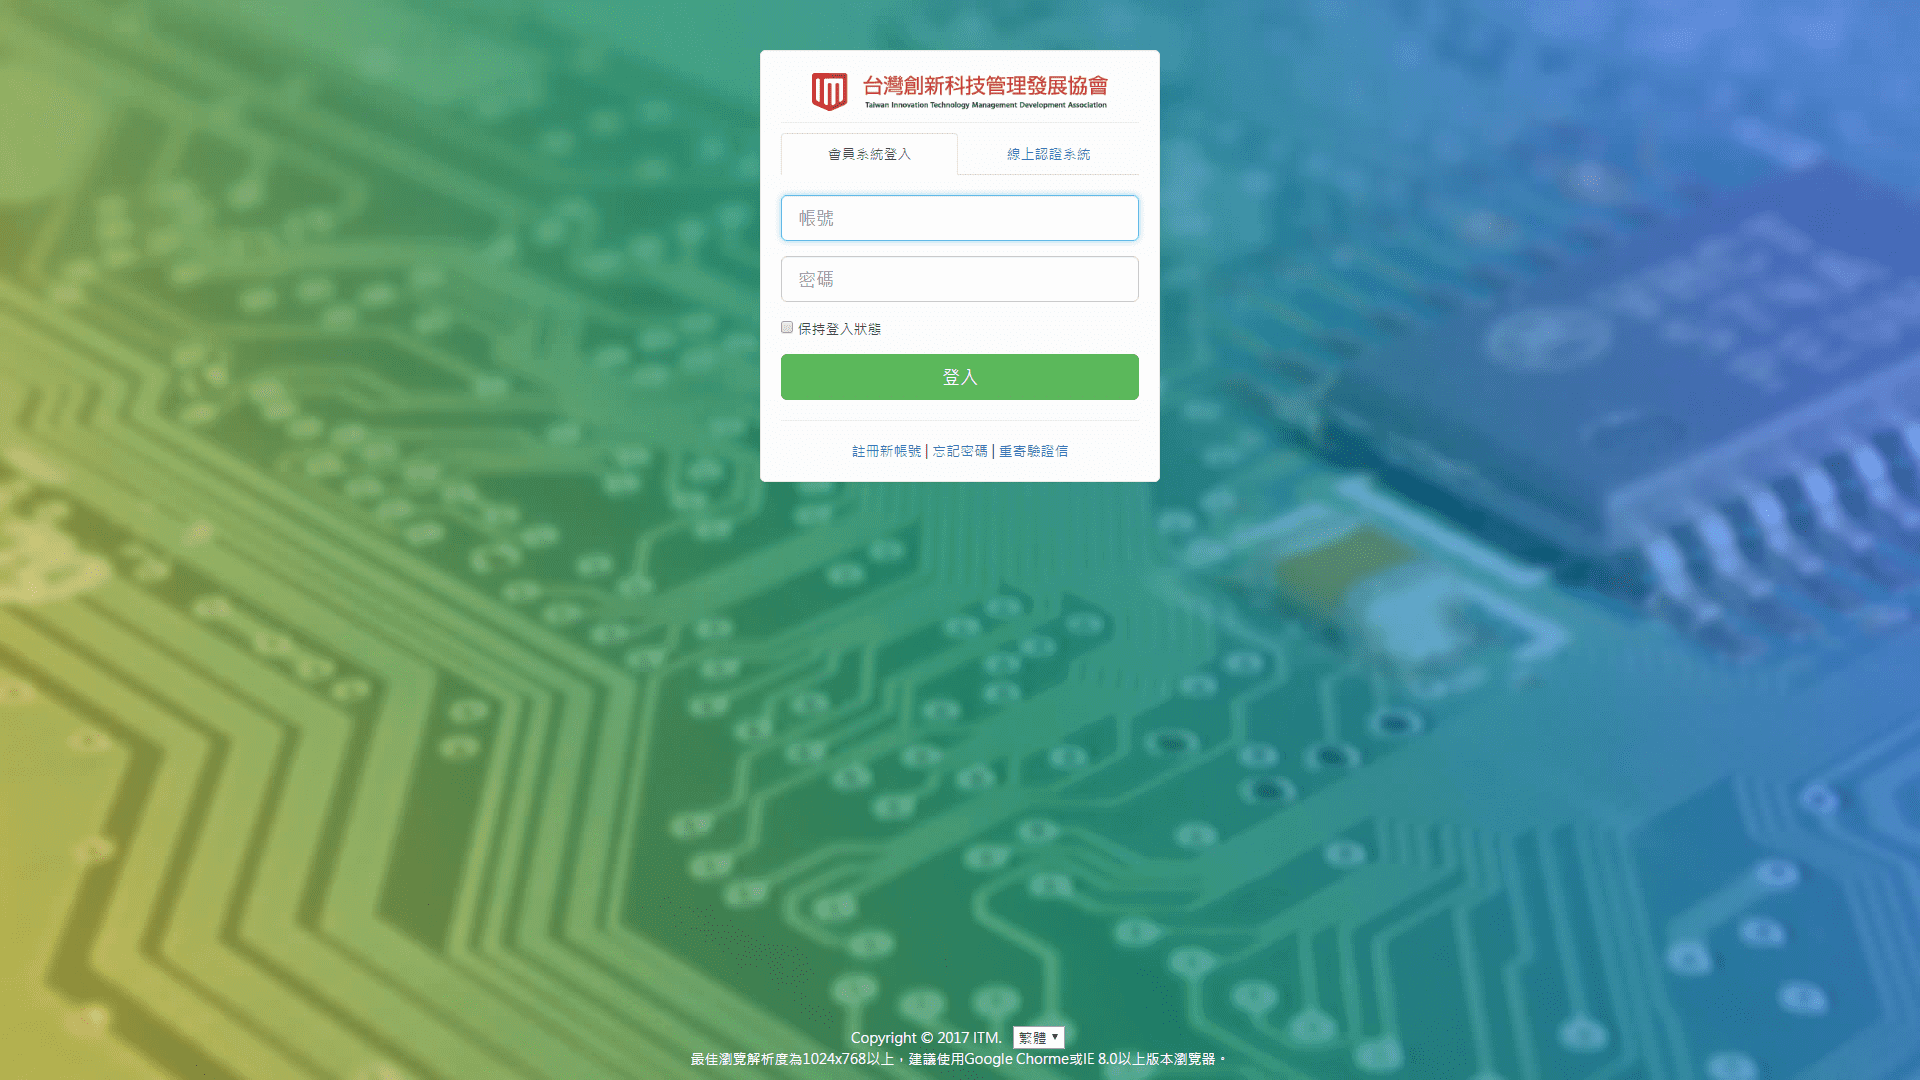 台灣創新科技管理發展協會
Taiwan Innovation Technology Management Development Association
會員系統登入 線上認證系統
帳號
密碼
保持登入狀態
登入
註冊新帳號 | 忘記密碼 | 重寄驗證信
Copyright © 2017 ITM. 繁體
最佳瀏覽解析度為1024x768以上，建議使用Google Chorme或IE 8.0以上版本瀏覽器。